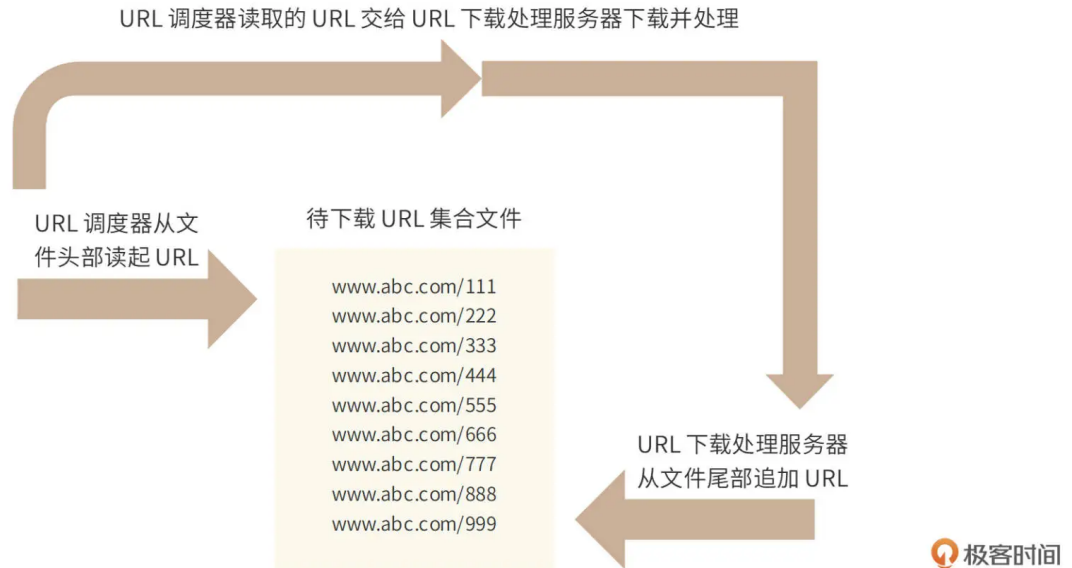 URL 调度器读取的 URL 交给 URL 下载处理服务器下载并处理
URL 调度器从文
件头部读起 URL
待下载 URL 集合文件
www.abc.com/111
www.abc.com/222
www.abc.com/333
www.abc.com/444
www.abc.com/555
www.abc.com/666
www.abc.com/777
www.abc.com/888
www.abc.com/999
URL 下载处理服务器
从文件尾部追加 URL
极客时间